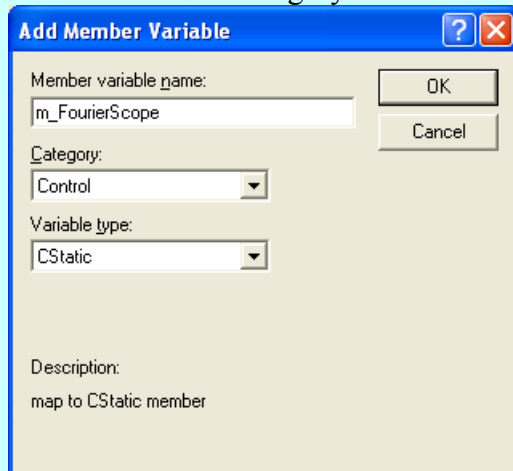 Add Member Variable
Member variable name:
m_FourierScope
OK
Cancel
Category:
Control
Variable type:
CStatic
Description:
map to CStatic member